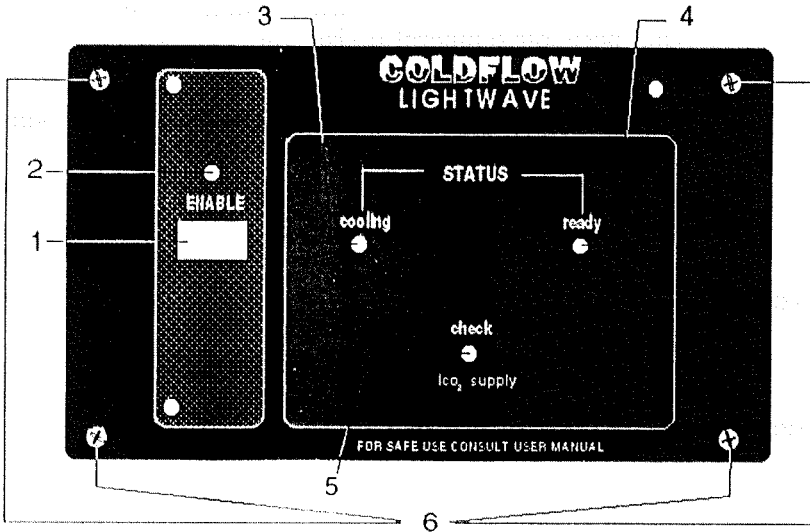 3
4
COLDFLOW
LIGHTWAVE
2
ENABLE
1
STATUS
cooling
ready
check
lco₂ supply
FOR SAFE USE CONSULT USER MANUAL
5
6